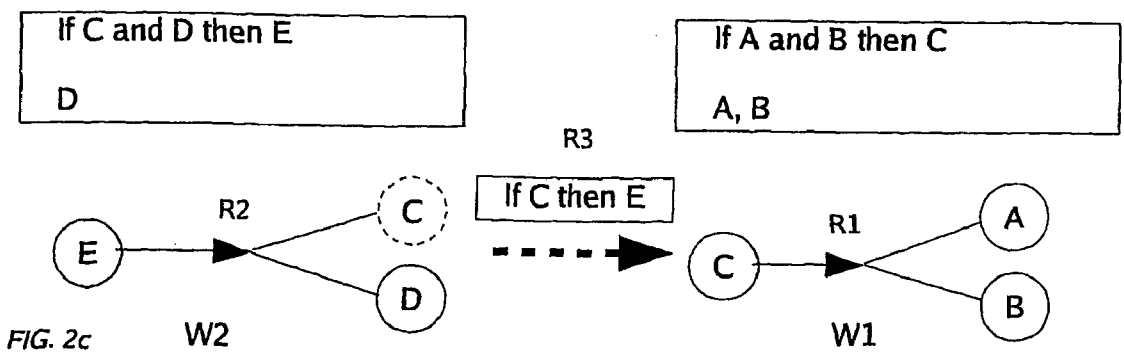 If C and D then E
D
If A and B then C
A, B
R3
If C then E
R2
C
E
D
R1
A
C
B
FIG. 2c
W2
W1